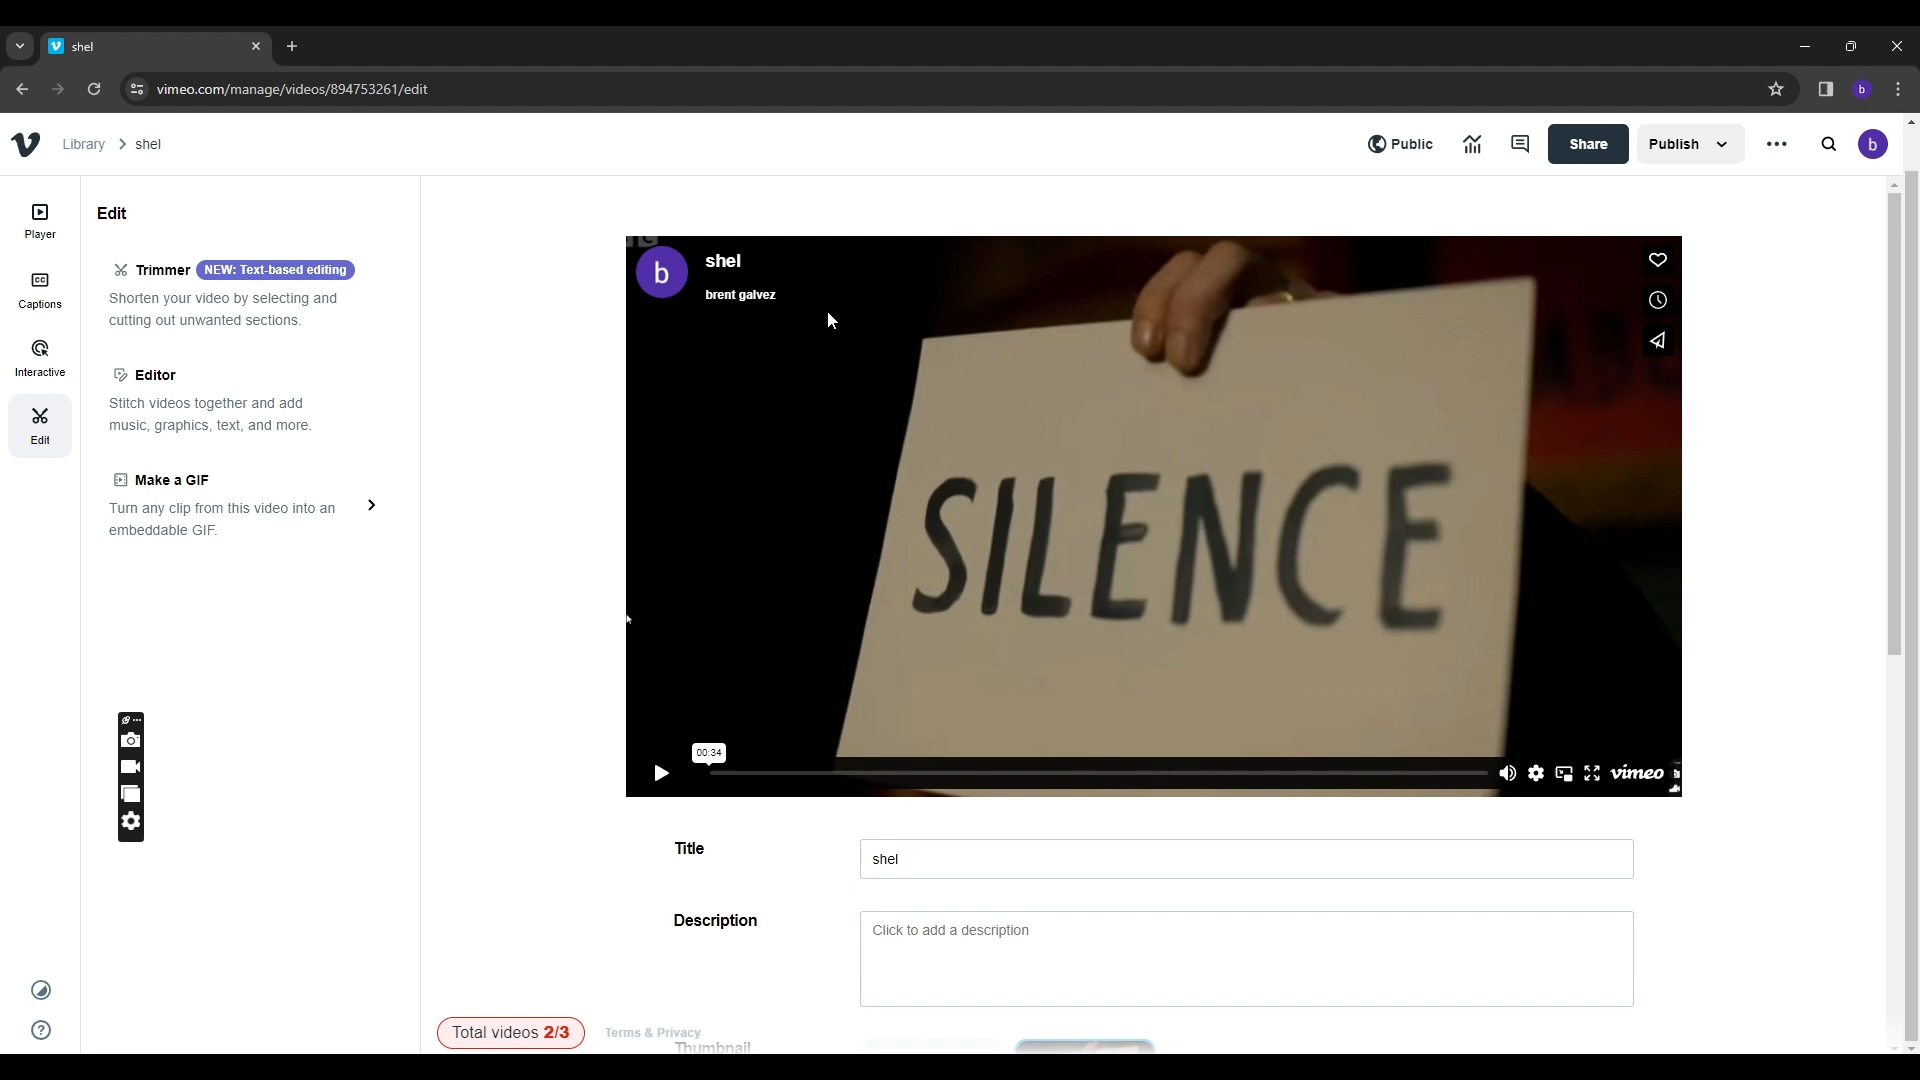 shel
vimeo.com/manage/videos/894753261/edit
b
Library > shel
Public
Share
Publish
b
Player
Captions
Interactive
Edit
Edit
Trimmer NEW: Text-based editing
Shorten your video by selecting and
cutting out unwanted sections.
Editor
Stitch videos together and add
music, graphics, text, and more.
Make a GIF
Turn any clip from this video into an
embeddable GIF.
b
shel
brent galvez
SILENCE
00:34
vimeo
Title
shel
Description
Click to add a description
Total videos 2/3
Terms & Privacy
Thumbnail